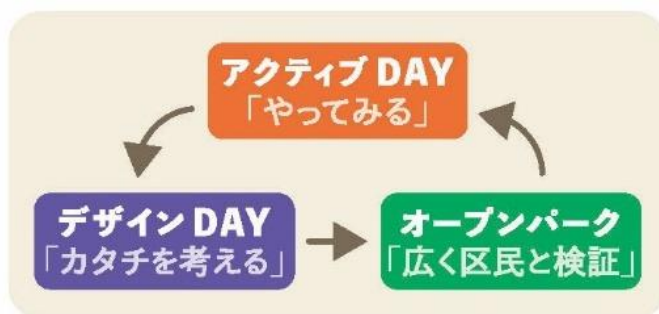 アクティブDAY
「やってみる」
デザインDAY
「カタチを考える」
オープンパーク
「広く区民と検証」